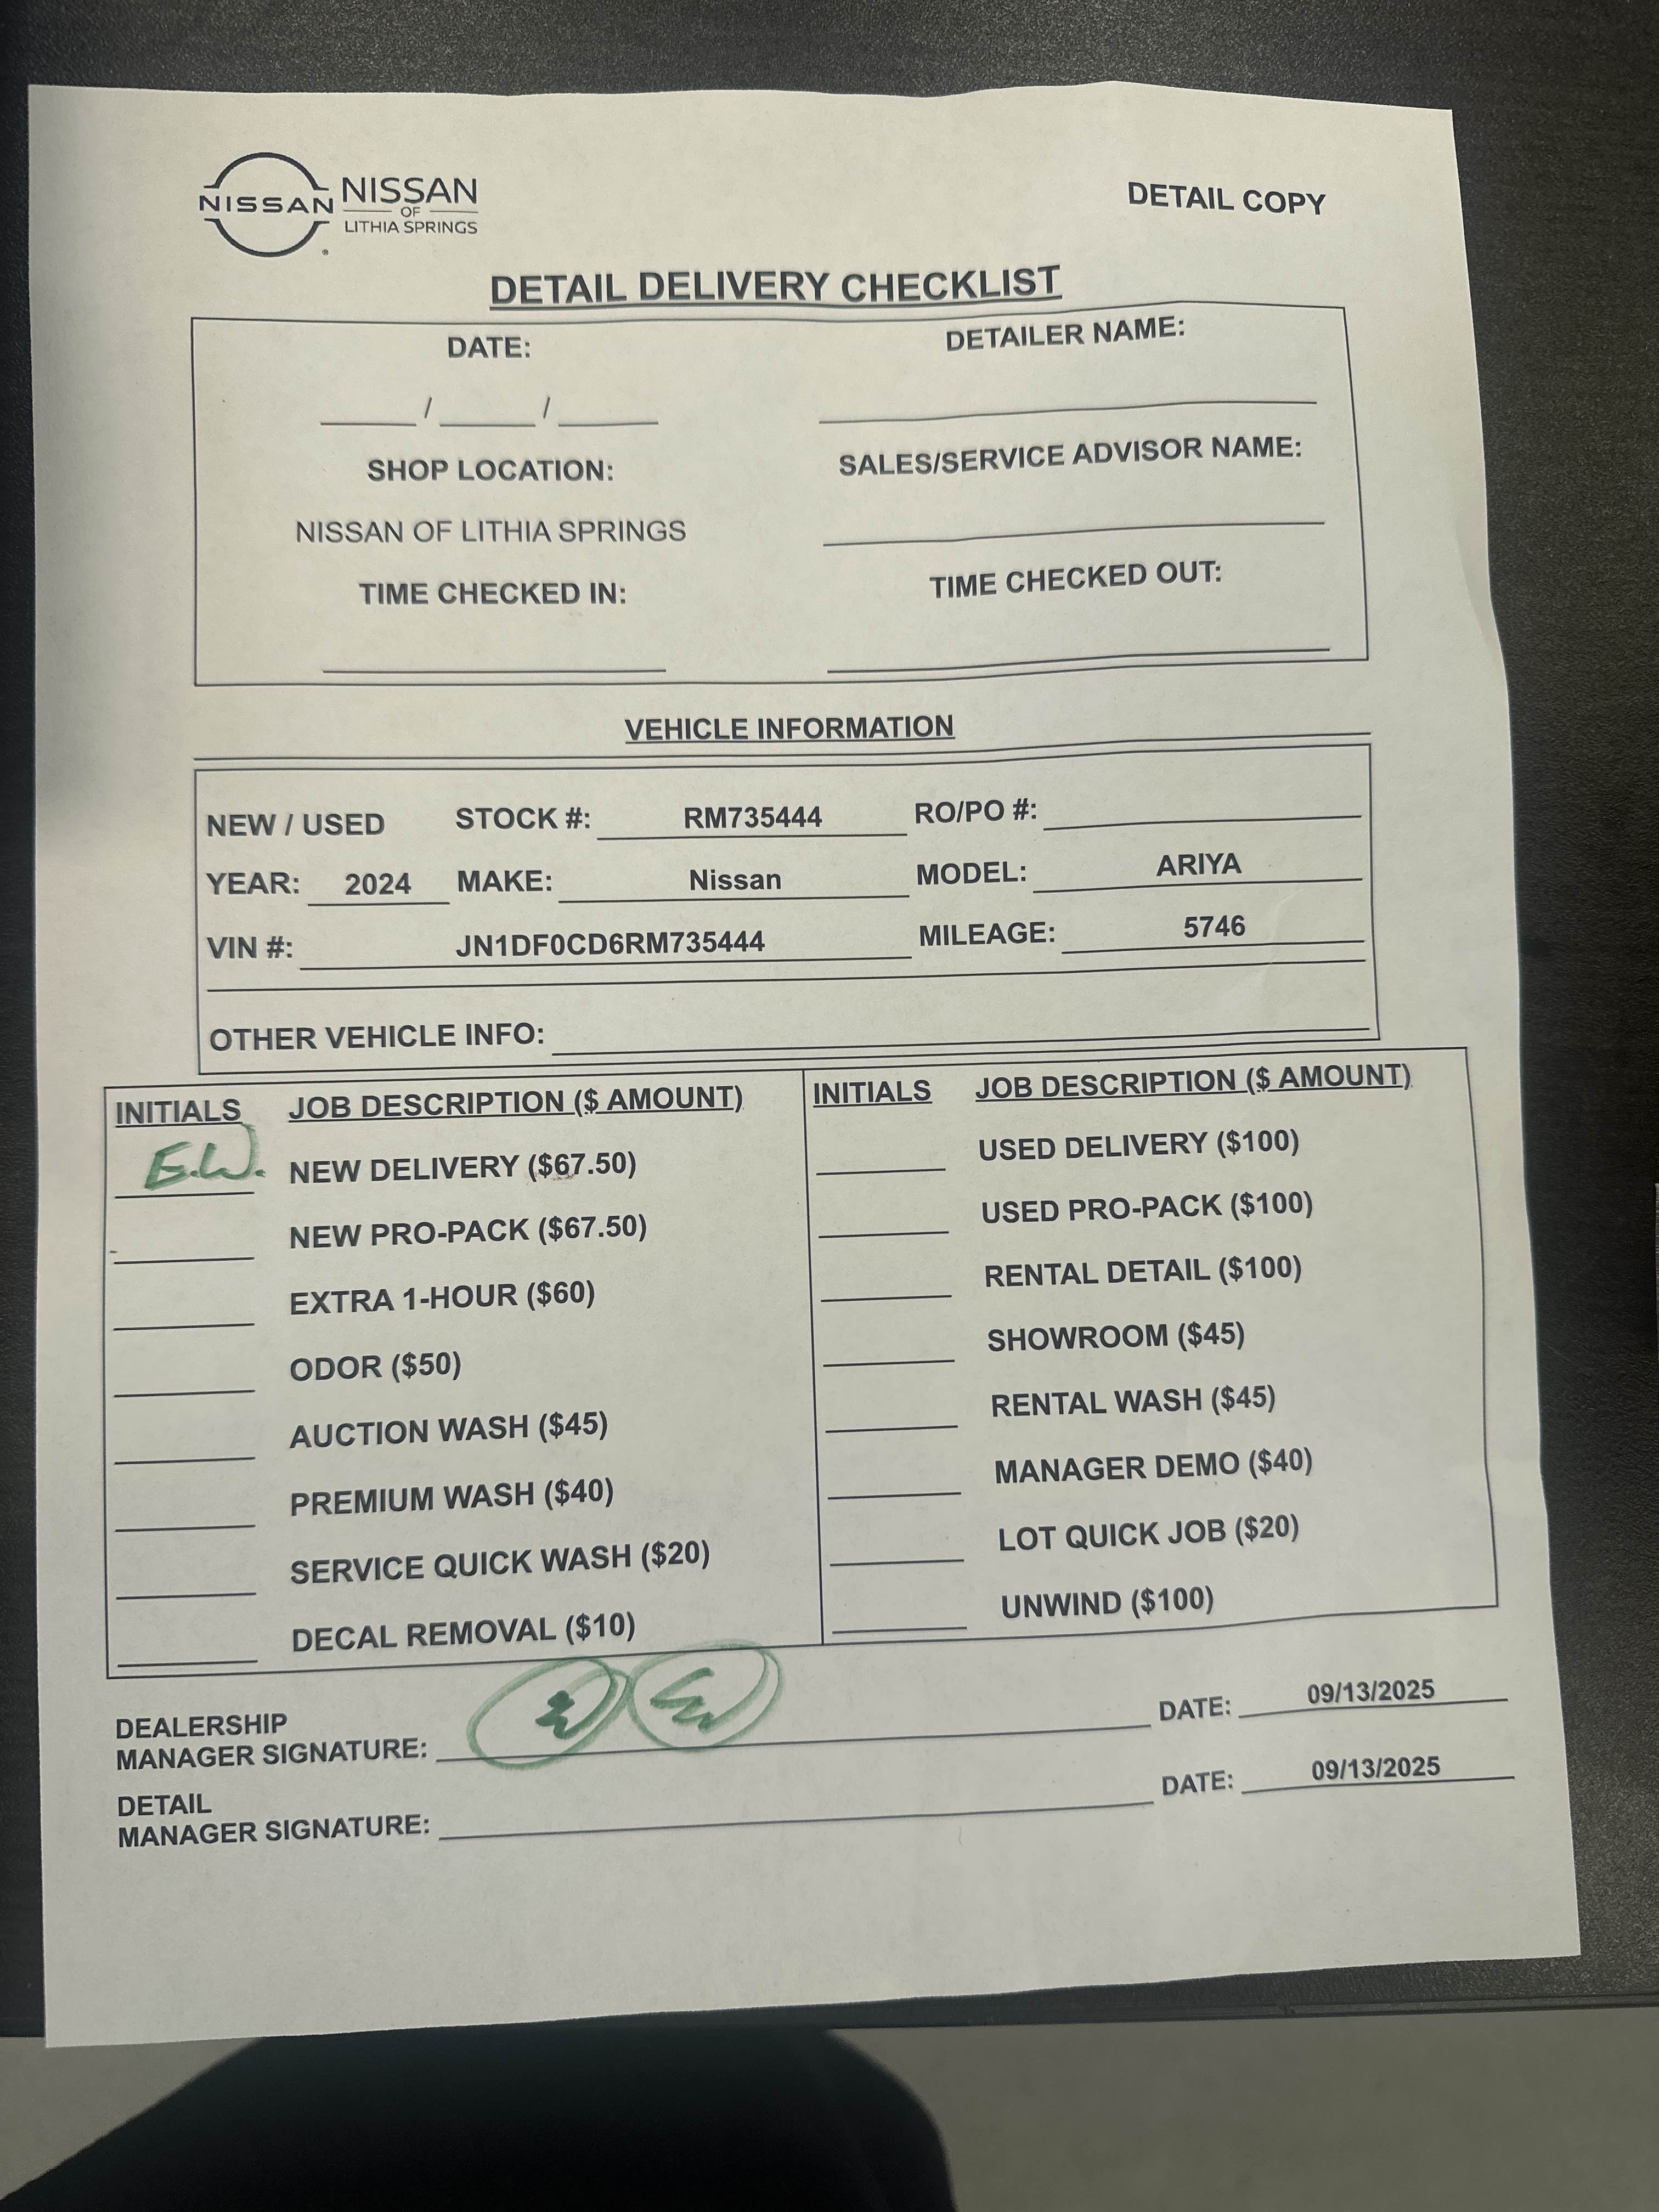 NISSAN
NISSAN
OF
LITHIA SPRINGS
DETAIL COPY
DETAIL DELIVERY CHECKLIST
DATE:
DETAILER NAME:
____ / ____ / ____
SHOP LOCATION:
SALES/SERVICE ADVISOR NAME:
NISSAN OF LITHIA SPRINGS
TIME CHECKED IN:
TIME CHECKED OUT:
VEHICLE INFORMATION
NEW / USED STOCK #: RM735444 RO/PO #:
YEAR: 2024 MAKE: Nissan MODEL: ARIYA
VIN #: JN1DF0CD6RM735444 MILEAGE: 5746
OTHER VEHICLE INFO:
INITIALS JOB DESCRIPTION ($ AMOUNT)
E.W. NEW DELIVERY ($67.50)
NEW PRO-PACK ($67.50)
EXTRA 1-HOUR ($60)
ODOR ($50)
AUCTION WASH ($45)
PREMIUM WASH ($40)
SERVICE QUICK WASH ($20)
DECAL REMOVAL ($10)
INITIALS JOB DESCRIPTION ($ AMOUNT)
USED DELIVERY ($100)
USED PRO-PACK ($100)
RENTAL DETAIL ($100)
SHOWROOM ($45)
RENTAL WASH ($45)
MANAGER DEMO ($40)
LOT QUICK JOB ($20)
UNWIND ($100)
DEALERSHIP
MANAGER SIGNATURE: DATE: 09/13/2025
DETAIL
MANAGER SIGNATURE: DATE: 09/13/2025